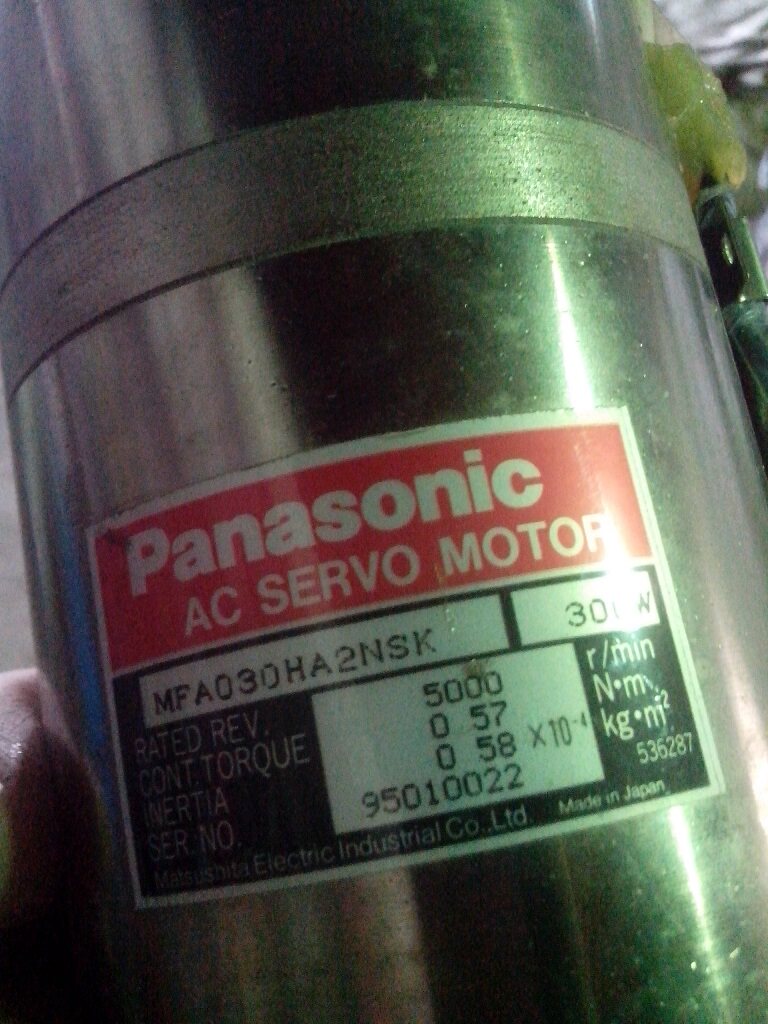 Panasonic
AC SERVO MOTOR
MFA030HA2NSK
RATED REV. 5000 r/min
CONT.TORQUE 0 57 N·m
INERTIA 0 58 ×10⁻⁴ kg·m²
SER.NO. 95010022 536287
Matsushita Electric Industrial Co.,Ltd. Made in Japan